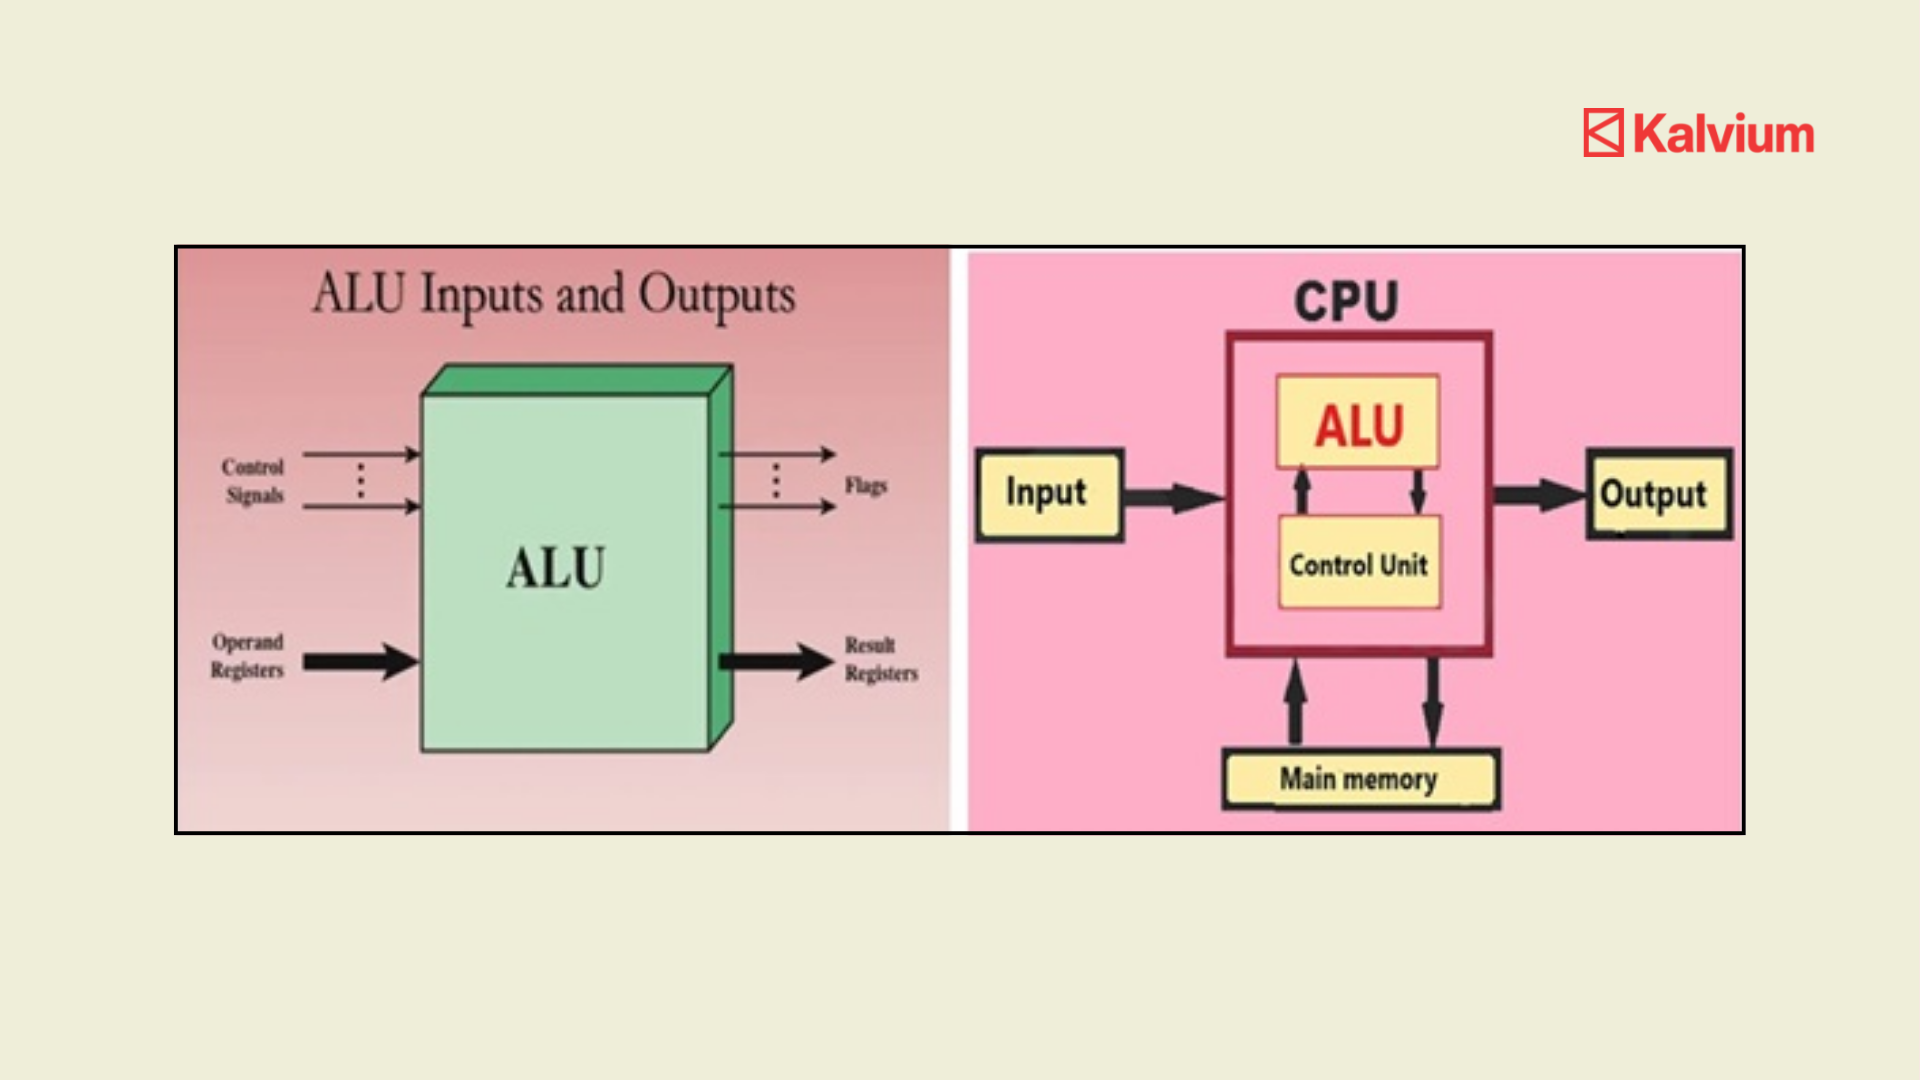 Kalvium
ALU Inputs and Outputs
Control
Signals
Flags
ALU
Operand
Registers
Result
Registers
CPU
ALU
Input
Output
Control Unit
Main memory